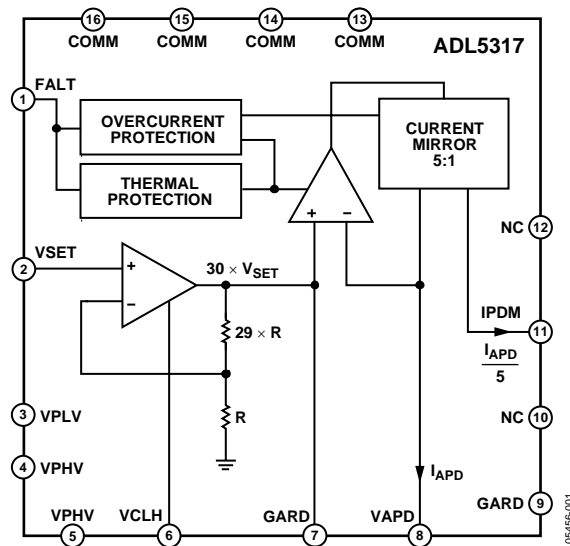 16
15
14
13
COMM
COMM
COMM
COMM
ADL5317
1
FALT
OVERCURRENT
PROTECTION
THERMAL
PROTECTION
CURRENT
MIRROR
5:1
+
–
NC
12
2
VSET
+
–
30 × VSET
29 × R
R
IPDM
11
IAPD
5
3
VPLV
NC
10
4
VPHV
IAPD
GARD
9
VPHV
5
VCLH
6
GARD
7
VAPD
8
05456-001